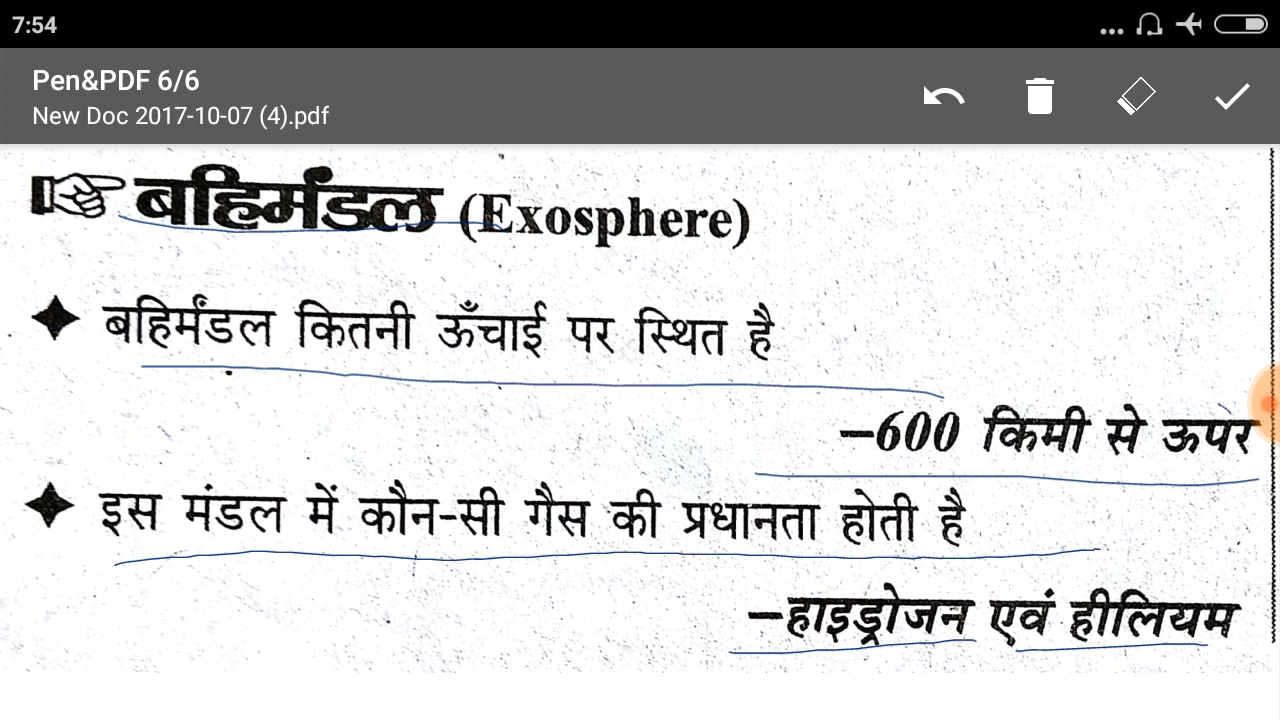 7:54
Pen&PDF 6/6
New Doc 2017-10-07 (4).pdf
बहिर्मंडल (Exosphere)
बहिर्मंडल कितनी ऊँचाई पर स्थित है
–600 किमी से ऊपर
इस मंडल में कौन-सी गैस की प्रधानता होती है
–हाइड्रोजन एवं हीलियम